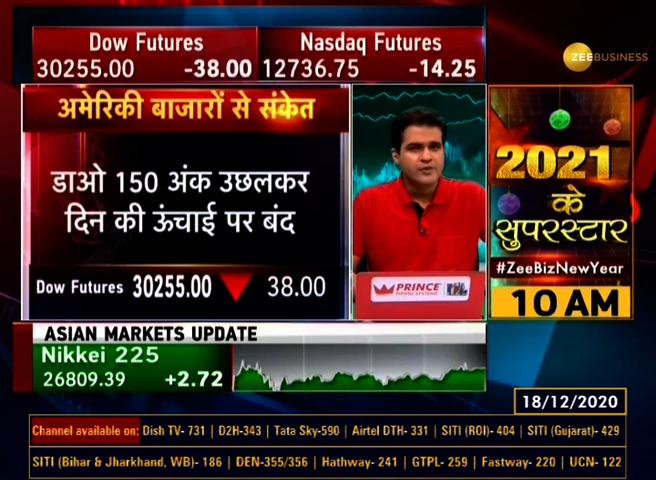 Dow Futures
30255.00 -38.00
Nasdaq Futures
12736.75 -14.25
ZEE BUSINESS
अमेरिकी बाजारों से संकेत
डाओ 150 अंक उछलकर
दिन की ऊंचाई पर बंद
Dow Futures 30255.00 ▼ 38.00
PRINCE
PIPING SYSTEMS
2021
के
सुपरस्टार
#ZeeBizNewYear
10 AM
ASIAN MARKETS UPDATE
Nikkei 225
26809.39 +2.72
18/12/2020
Channel available on: Dish TV- 731 | D2H-343 | Tata Sky-590 | Airtel DTH- 331 | SITI (ROI)- 404 | SITI (Gujarat)- 429
SITI (Bihar & Jharkhand, WB)- 186 | DEN-355/356 | Hathway- 241 | GTPL- 259 | Fastway- 220 | UCN- 122